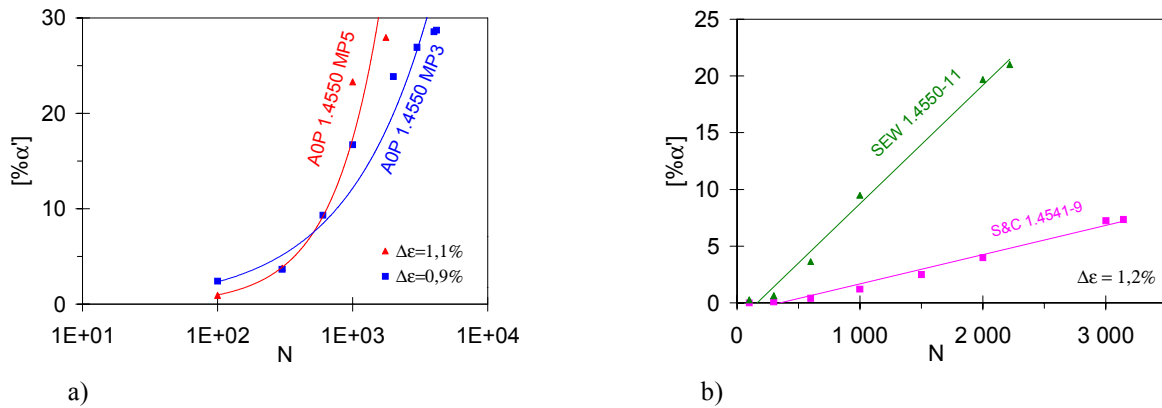 30
20
10
0
[%α']
1E+01
1E+02
1E+03
1E+04
N
A0P 1.4550 MP5
A0P 1.4550 MP3
Δε=1,1%
Δε=0,9%
a)
25
20
15
10
5
0
[%α']
0
1 000
2 000
3 000
N
SEW 1.4550-11
S&C 1.4541-9
Δε = 1,2%
b)